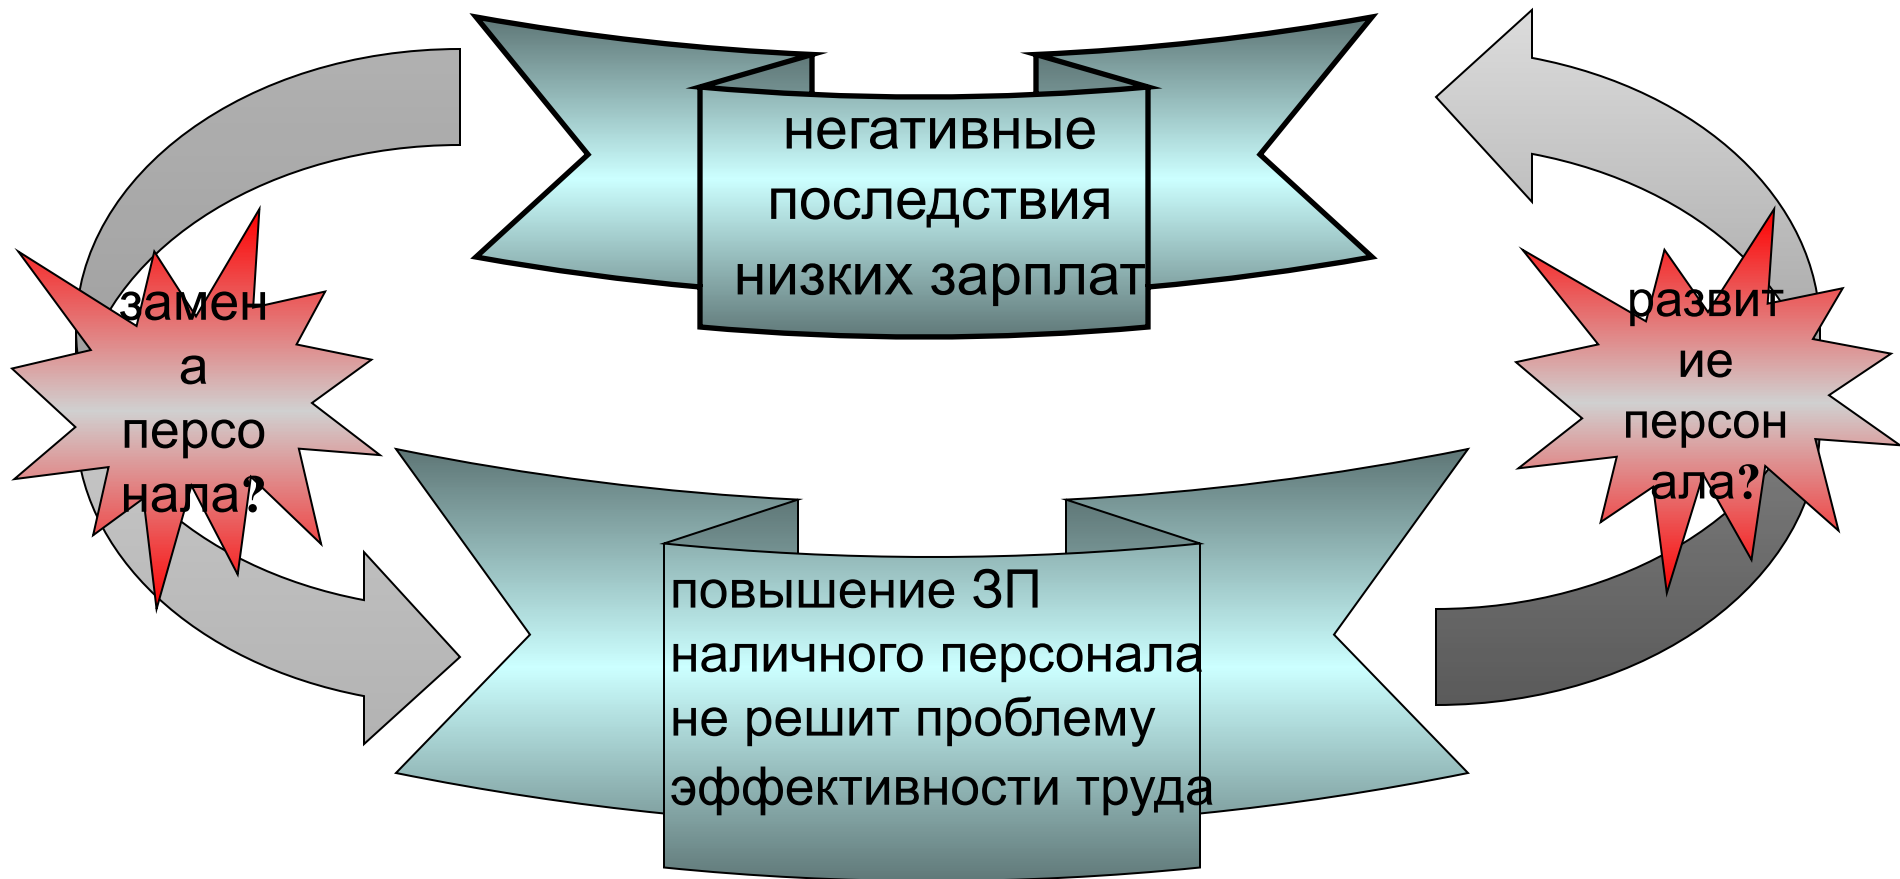 негативные
последствия
низких зарплат
замен
а
персо
нала?
развит
ие
персон
ала?
повышение ЗП
наличного персонала
не решит проблему
эффективности труда